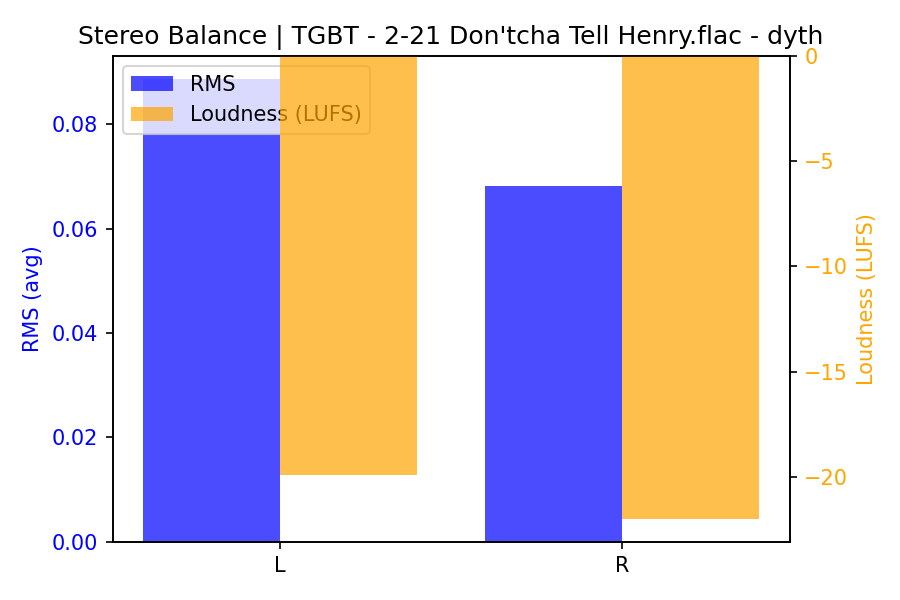 Stereo Balance | TGBT - 2-21 Don'tcha Tell Henry.flac - dyth
RMS
Loudness (LUFS)
0.08
0.06
0.04
0.02
0.00
RMS (avg)
0
−5
−10
−15
−20
Loudness (LUFS)
L
R